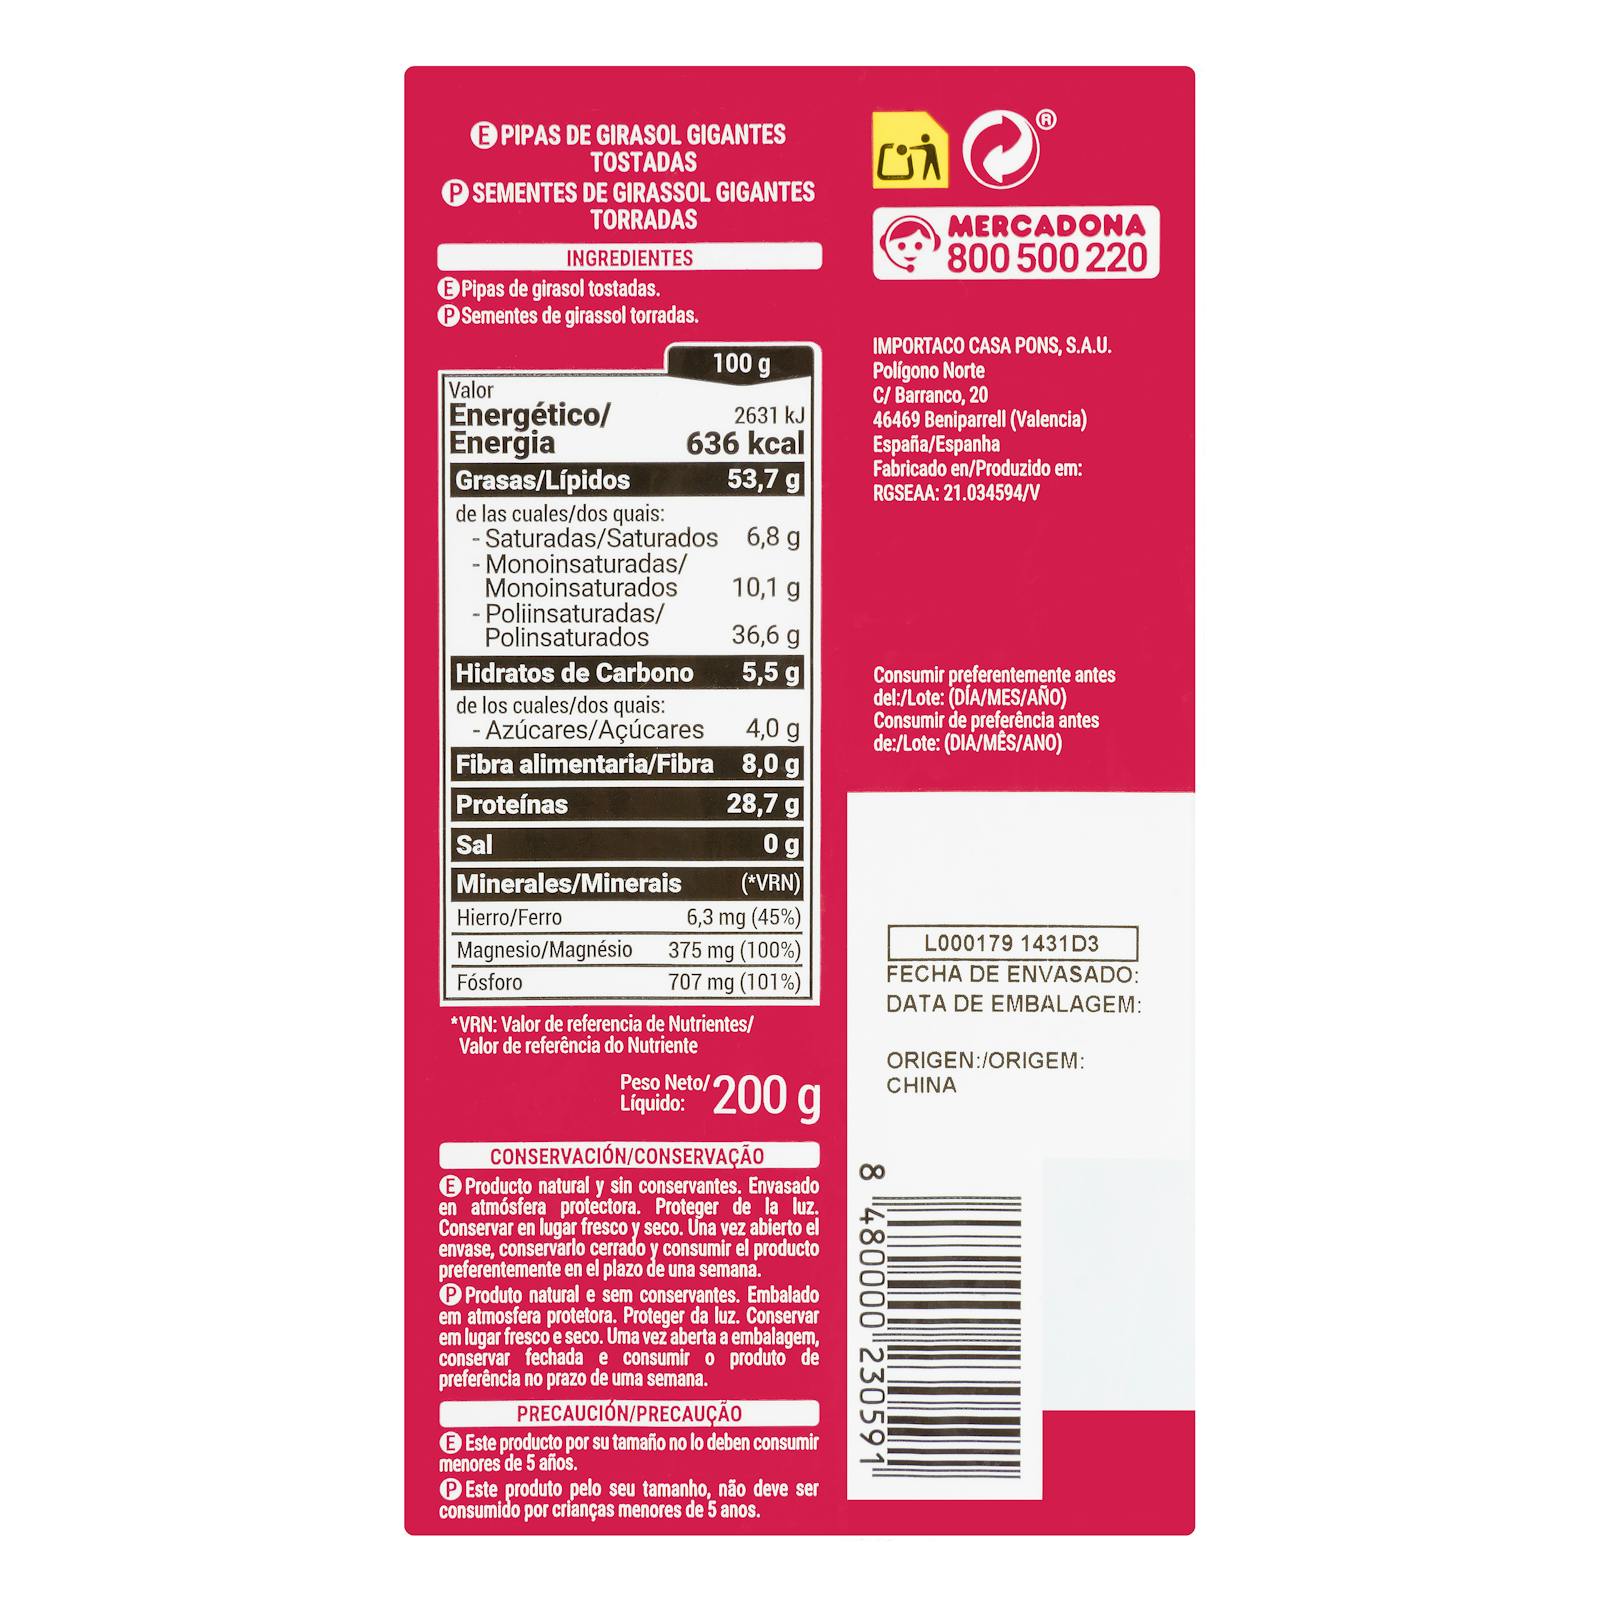 E PIPAS DE GIRASOL GIGANTES
TOSTADAS
P SEMENTES DE GIRASSOL GIGANTES
TORRADAS
INGREDIENTES
E Pipas de girasol tostadas.
P Sementes de girassol torradas.
100 g
Valor
Energético/ 2631 kJ
Energia 636 kcal
Grasas/Lípidos 53,7 g
de las cuales/dos quais:
- Saturadas/Saturados 6,8 g
- Monoinsaturadas/
Monoinsaturados 10,1 g
- Poliinsaturadas/
Polinsaturados 36,6 g
Hidratos de Carbono 5,5 g
de los cuales/dos quais:
- Azúcares/Açúcares 4,0 g
Fibra alimentaria/Fibra 8,0 g
Proteínas 28,7 g
Sal 0 g
Minerales/Minerais (*VRN)
Hierro/Ferro 6,3 mg (45%)
Magnesio/Magnésio 375 mg (100%)
Fósforo 707 mg (101%)
*VRN: Valor de referencia de Nutrientes/
Valor de referência do Nutriente
Peso Neto/
Líquido: 200 g
CONSERVACIÓN/CONSERVAÇÃO
E Producto natural y sin conservantes. Envasado
en atmósfera protectora. Proteger de la luz.
Conservar en lugar fresco y seco. Una vez abierto el
envase, conservarlo cerrado y consumir el producto
preferentemente en el plazo de una semana.
P Produto natural e sem conservantes. Embalado
em atmosfera protetora. Proteger da luz. Conservar
em lugar fresco e seco. Uma vez aberta a embalagem,
conservar fechada e consumir o produto de
preferência no prazo de uma semana.
PRECAUCIÓN/PRECAUÇÃO
E Este producto por su tamaño no lo deben consumir
menores de 5 años.
P Este produto pelo seu tamanho, não deve ser
consumido por crianças menores de 5 anos.
®
MERCADONA
800 500 220
IMPORTACO CASA PONS, S.A.U.
Polígono Norte
C/ Barranco, 20
46469 Beniparrell (Valencia)
España/Espanha
Fabricado en/Produzido em:
RGSEAA: 21.034594/V
Consumir preferentemente antes
del:/Lote: (DÍA/MES/AÑO)
Consumir de preferência antes
de:/Lote: (DIA/MÊS/ANO)
L000179 1431D3
FECHA DE ENVASADO:
DATA DE EMBALAGEM:
ORIGEN:/ORIGEM:
CHINA
8 480000 230591